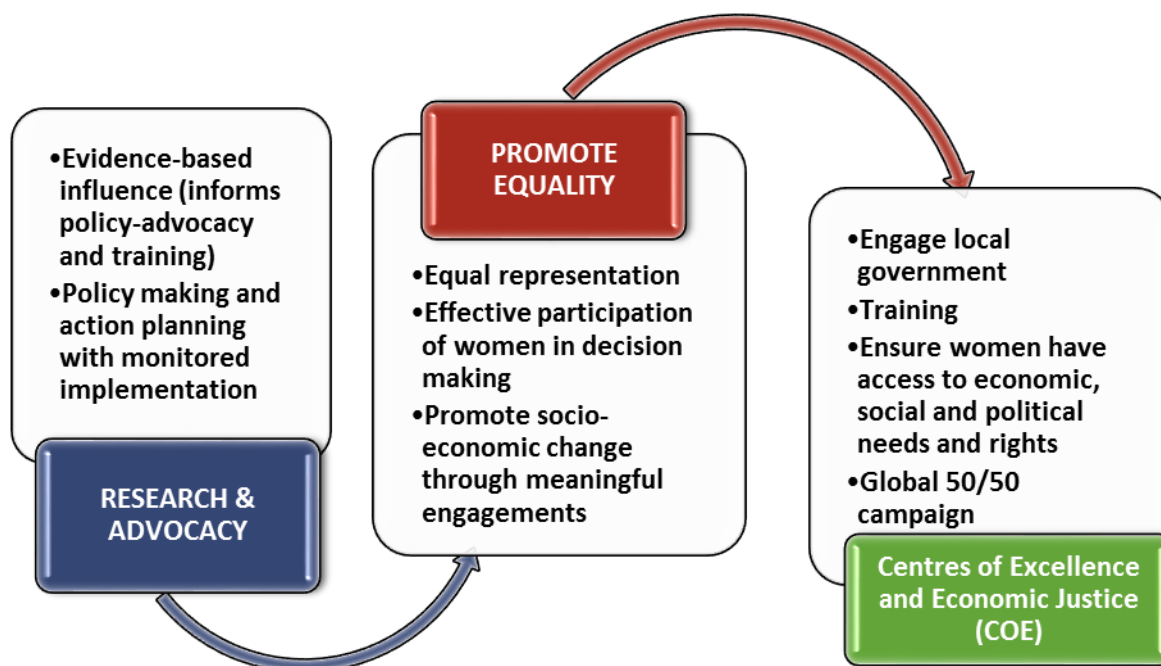 •Evidence-based
influence (informs
policy-advocacy
and training)
•Policy making and
action planning
with monitored
implementation
RESEARCH &
ADVOCACY
PROMOTE
EQUALITY
•Equal representation
•Effective participation
of women in decision
making
•Promote socio-
economic change
through meaningful
engagements
•Engage local
government
•Training
•Ensure women have
access to economic,
social and political
needs and rights
•Global 50/50
campaign
Centres of Excellence
and Economic Justice
(COE)